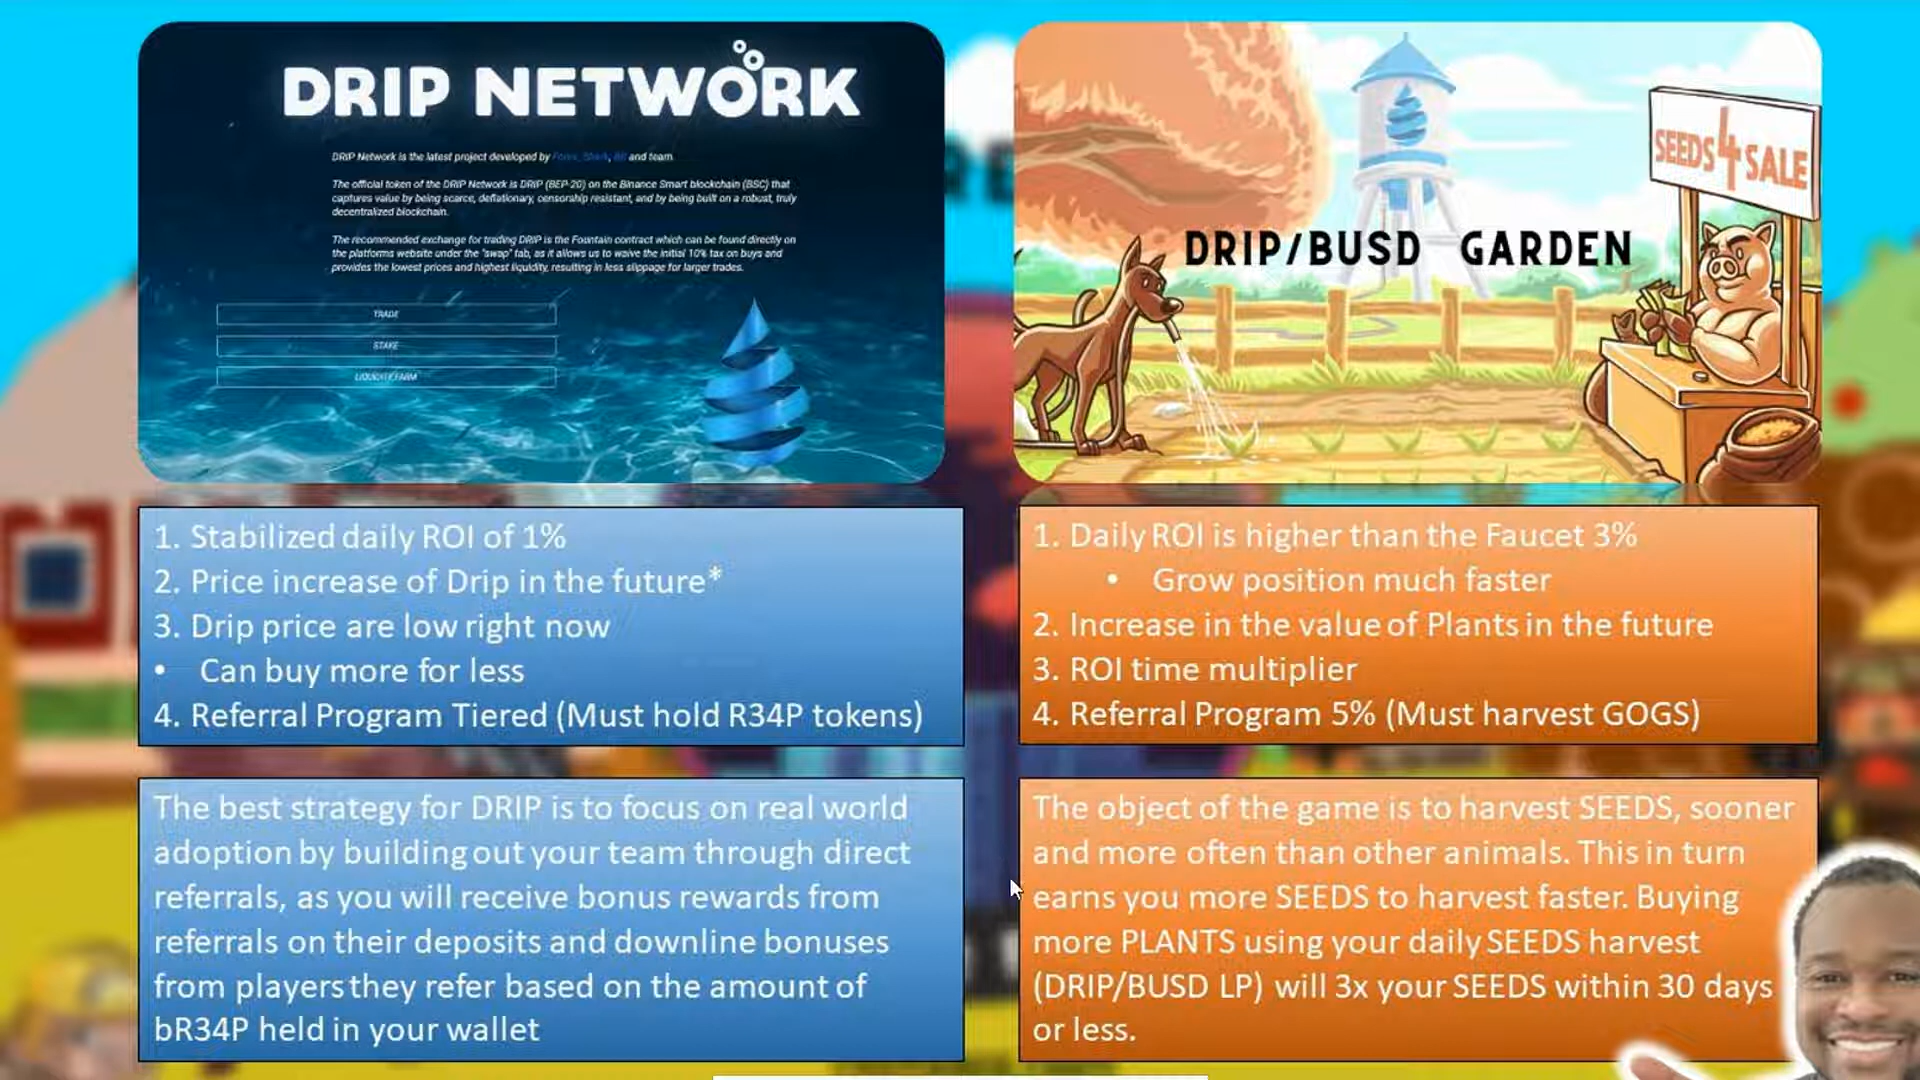 DRIP NETWORK
DRIP Network is the latest project developed by Forex_Shark, BB and team.
The official token of the DRIP Network is DRIP (BEP-20) on the Binance Smart blockchain (BSC) that
captures value by being scarce, deflationary, censorship resistant, and by being built on a robust, truly
decentralized blockchain.
The recommended exchange for trading DRIP is the Fountain contract which can be found directly on
the platforms website under the "swap" tab, as it allows us to waive the initial 10% tax on buys and
provides the lowest prices and highest liquidity, resulting in less slippage for larger trades.
TRADE
STAKE
LIQUIDITY FARM
1. Stabilized daily ROI of 1%
2. Price increase of Drip in the future*
3. Drip price are low right now
• Can buy more for less
4. Referral Program Tiered (Must hold R34P tokens)
The best strategy for DRIP is to focus on real world
adoption by building out your team through direct
referrals, as you will receive bonus rewards from
referrals on their deposits and downline bonuses
from players they refer based on the amount of
bR34P held in your wallet
SEEDS 4 SALE
DRIP/BUSD GARDEN
1. Daily ROI is higher than the Faucet 3%
• Grow position much faster
2. Increase in the value of Plants in the future
3. ROI time multiplier
4. Referral Program 5% (Must harvest GOGS)
The object of the game is to harvest SEEDS, sooner
and more often than other animals. This in turn
earns you more SEEDS to harvest faster. Buying
more PLANTS using your daily SEEDS harvest
(DRIP/BUSD LP) will 3x your SEEDS within 30 days
or less.